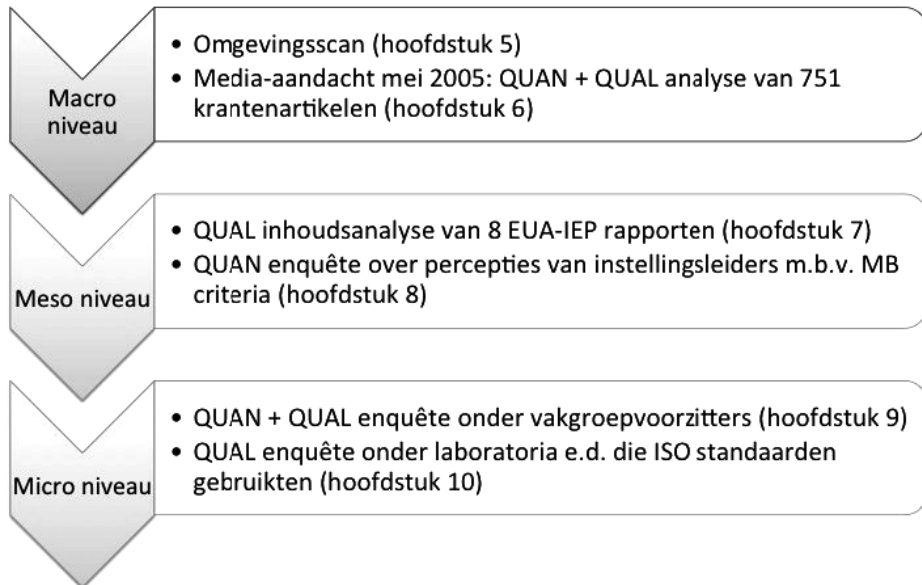 Macro
niveau
• Omgevingsscan (hoofdstuk 5)
• Media-aandacht mei 2005: QUAN + QUAL analyse van 751
krantenartikelen (hoofdstuk 6)
Meso niveau
• QUAL inhoudsanalyse van 8 EUA-IEP rapporten (hoofdstuk 7)
• QUAN enquête over percepties van instellingsleiders m.b.v. MB
criteria (hoofdstuk 8)
Micro niveau
• QUAN + QUAL enquête onder vakgroepvoorzitters (hoofdstuk 9)
• QUAL enquête onder laboratoria e.d. die ISO standaarden
gebruikten (hoofdstuk 10)